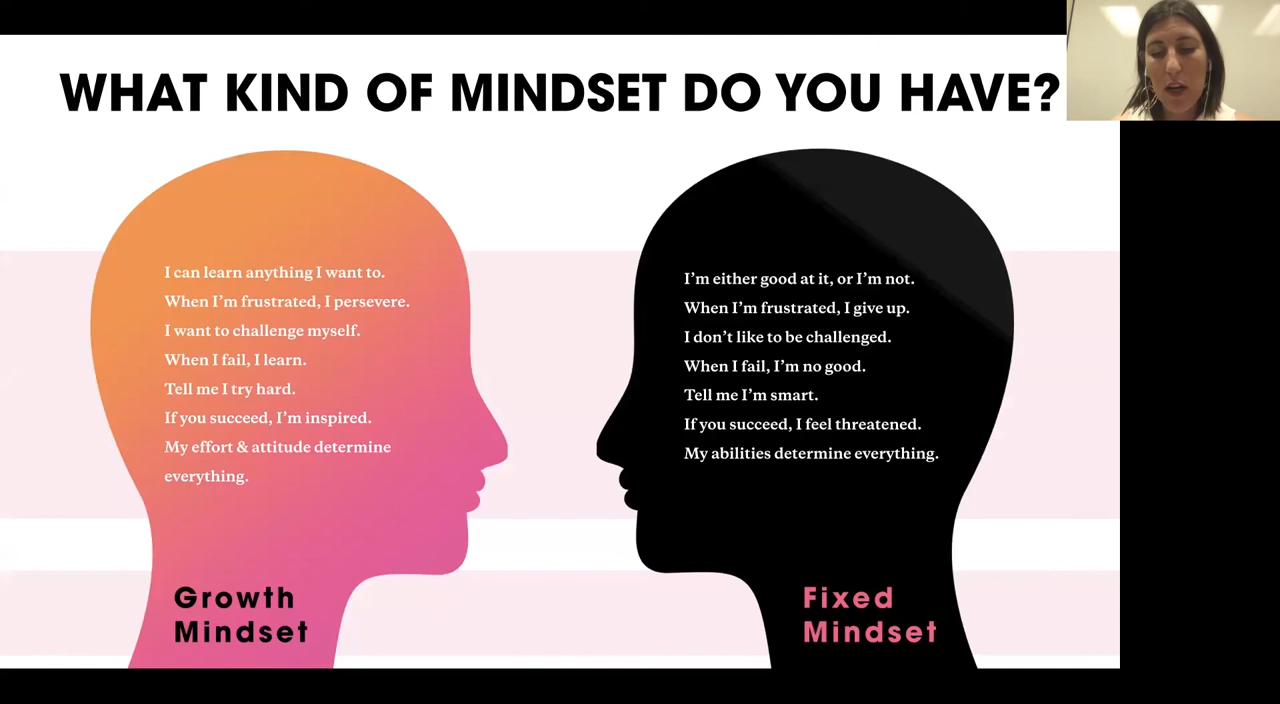 WHAT KIND OF MINDSET DO YOU HAVE?
I can learn anything I want to.
When I'm frustrated, I persevere.
I want to challenge myself.
When I fail, I learn.
Tell me I try hard.
If you succeed, I'm inspired.
My effort & attitude determine
everything.
Growth
Mindset
I'm either good at it, or I'm not.
When I'm frustrated, I give up.
I don't like to be challenged.
When I fail, I'm no good.
Tell me I'm smart.
If you succeed, I feel threatened.
My abilities determine everything.
Fixed
Mindset